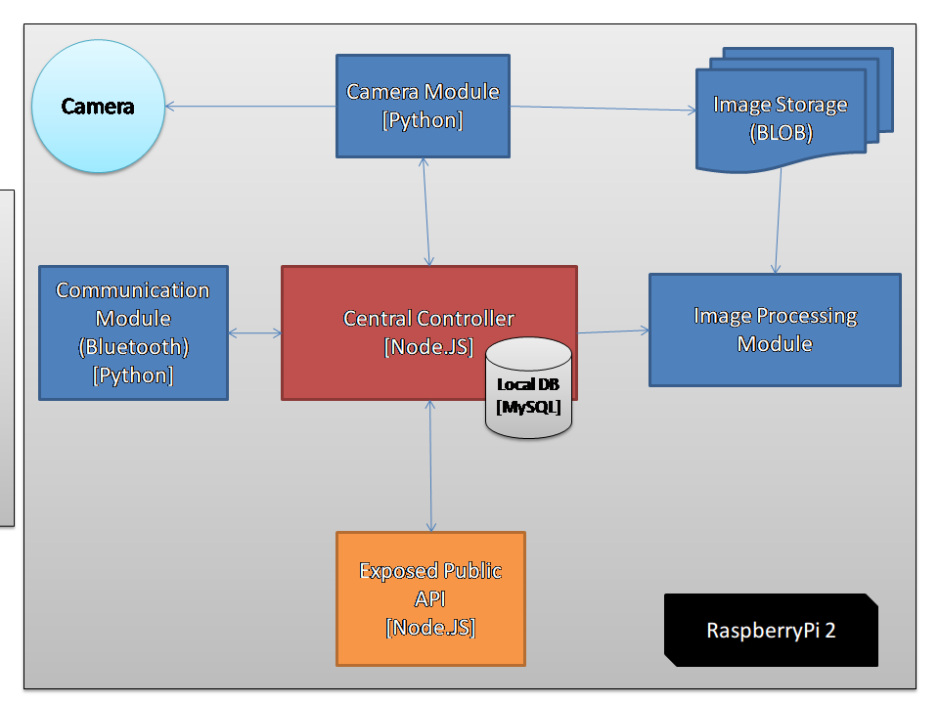 Camera
Camera Module
[Python]
Image Storage
(BLOB)
Communication
Module
(Bluetooth)
[Python]
Central Controller
[Node.JS]
Local DB
[MySQL]
Image Processing
Module
Exposed Public
API
[Node.JS]
RaspberryPi 2